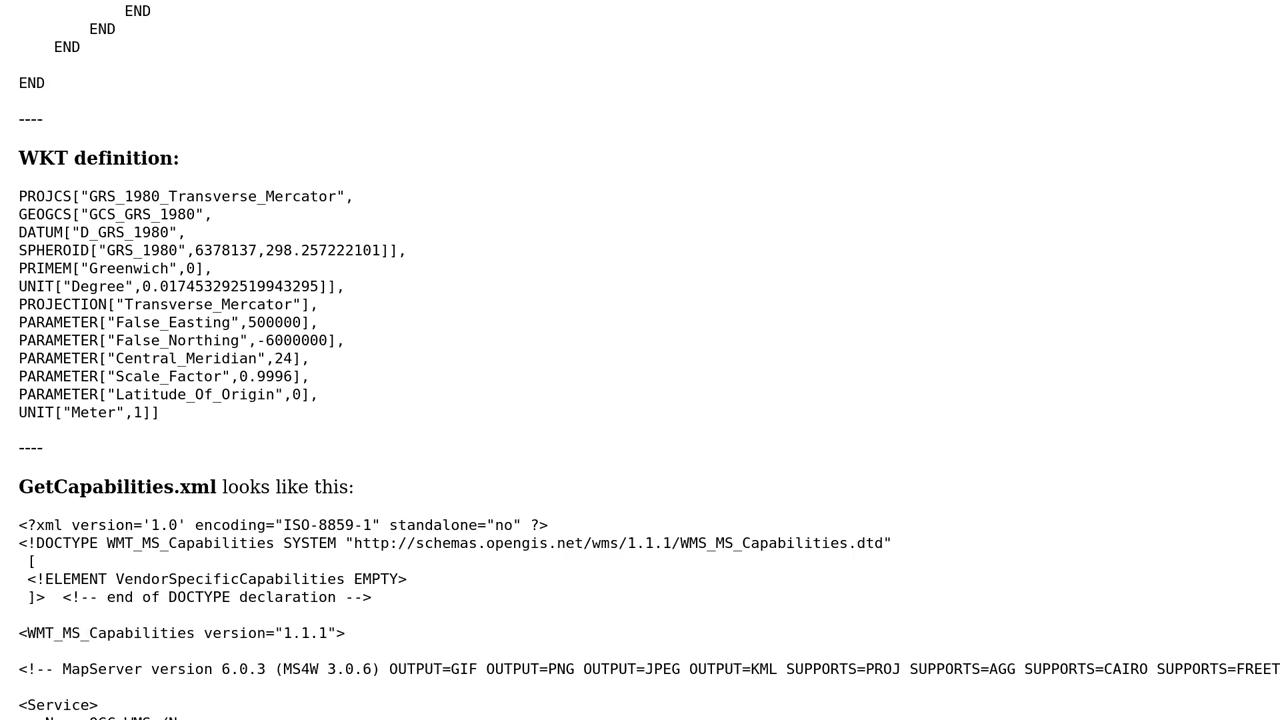 END
END
END
END
----
WKT definition:
PROJCS["GRS_1980_Transverse_Mercator",
GEOGCS["GCS_GRS_1980",
DATUM["D_GRS_1980",
SPHEROID["GRS_1980",6378137,298.257222101]],
PRIMEM["Greenwich",0],
UNIT["Degree",0.017453292519943295]],
PROJECTION["Transverse_Mercator"],
PARAMETER["False_Easting",500000],
PARAMETER["False_Northing",-6000000],
PARAMETER["Central_Meridian",24],
PARAMETER["Scale_Factor",0.9996],
PARAMETER["Latitude_Of_Origin",0],
UNIT["Meter",1]]
----
GetCapabilities.xml looks like this:
<?xml version='1.0' encoding="ISO-8859-1" standalone="no" ?>
<!DOCTYPE WMT_MS_Capabilities SYSTEM "http://schemas.opengis.net/wms/1.1.1/WMS_MS_Capabilities.dtd"
[
<!ELEMENT VendorSpecificCapabilities EMPTY>
]>  <!-- end of DOCTYPE declaration -->
<WMT_MS_Capabilities version="1.1.1">
<!-- MapServer version 6.0.3 (MS4W 3.0.6) OUTPUT=GIF OUTPUT=PNG OUTPUT=JPEG OUTPUT=KML SUPPORTS=PROJ SUPPORTS=AGG SUPPORTS=CAIRO SUPPORTS=FREET
<Service>